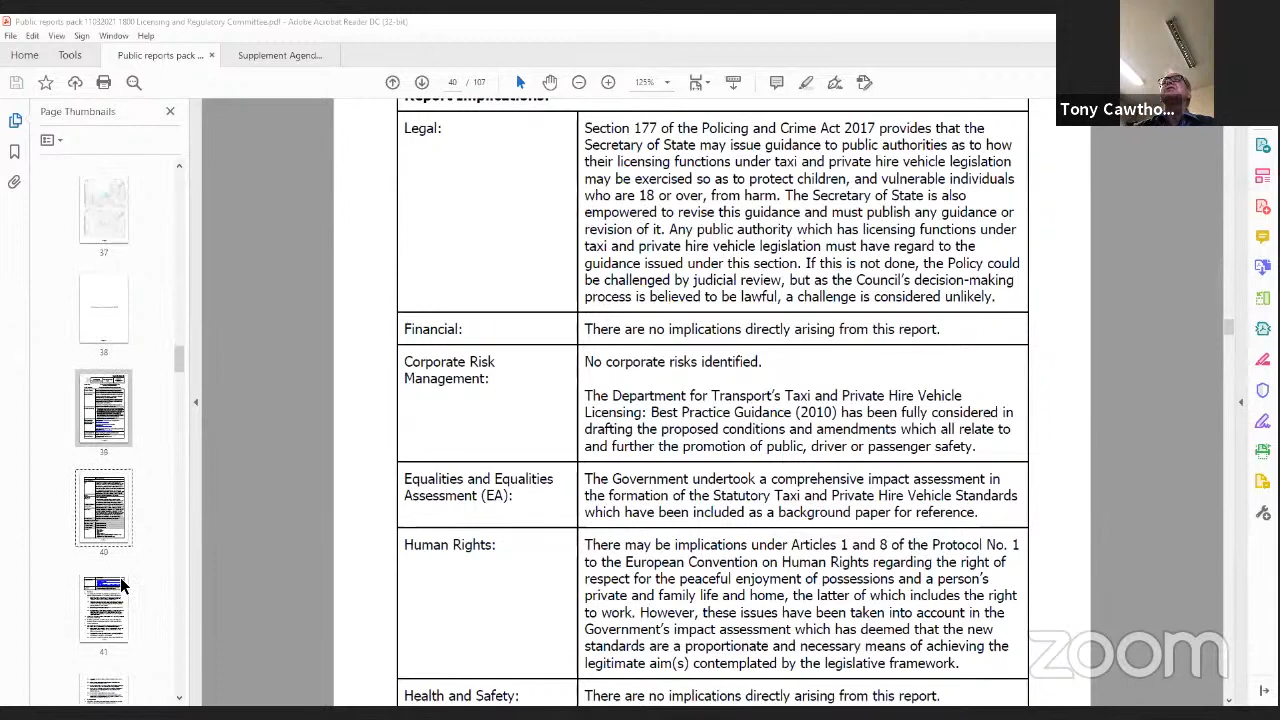 Public reports pack 11082021 1800 Licensing and Regulatory Committee.pdf - Adobe Acrobat Reader DC (32-bit)
File Edit View Sign Window Help
Home Tools Public reports pack ... × Supplement Agend...
40 / 107 125%
Tony Cawtho...
Page Thumbnails
37
38
39
40
41
Report Implications:
Legal:
Section 177 of the Policing and Crime Act 2017 provides that the
Secretary of State may issue guidance to public authorities as to how
their licensing functions under taxi and private hire vehicle legislation
may be exercised so as to protect children, and vulnerable individuals
who are 18 or over, from harm. The Secretary of State is also
empowered to revise this guidance and must publish any guidance or
revision of it. Any public authority which has licensing functions under
taxi and private hire vehicle legislation must have regard to the
guidance issued under this section. If this is not done, the Policy could
be challenged by judicial review, but as the Council's decision-making
process is believed to be lawful, a challenge is considered unlikely.
Financial:
There are no implications directly arising from this report.
Corporate Risk
Management:
No corporate risks identified.
The Department for Transport's Taxi and Private Hire Vehicle
Licensing: Best Practice Guidance (2010) has been fully considered in
drafting the proposed conditions and amendments which all relate to
and further the promotion of public, driver or passenger safety.
Equalities and Equalities
Assessment (EA):
The Government undertook a comprehensive impact assessment in
the formation of the Statutory Taxi and Private Hire Vehicle Standards
which have been included as a background paper for reference.
Human Rights:
There may be implications under Articles 1 and 8 of the Protocol No. 1
to the European Convention on Human Rights regarding the right of
respect for the peaceful enjoyment of possessions and a person's
private and family life and home, the latter of which includes the right
to work. However, these issues have been taken into account in the
Government's impact assessment which has deemed that the new
standards are a proportionate and necessary means of achieving the
legitimate aim(s) contemplated by the legislative framework.
Health and Safety:
There are no implications directly arising from this report.
zoom